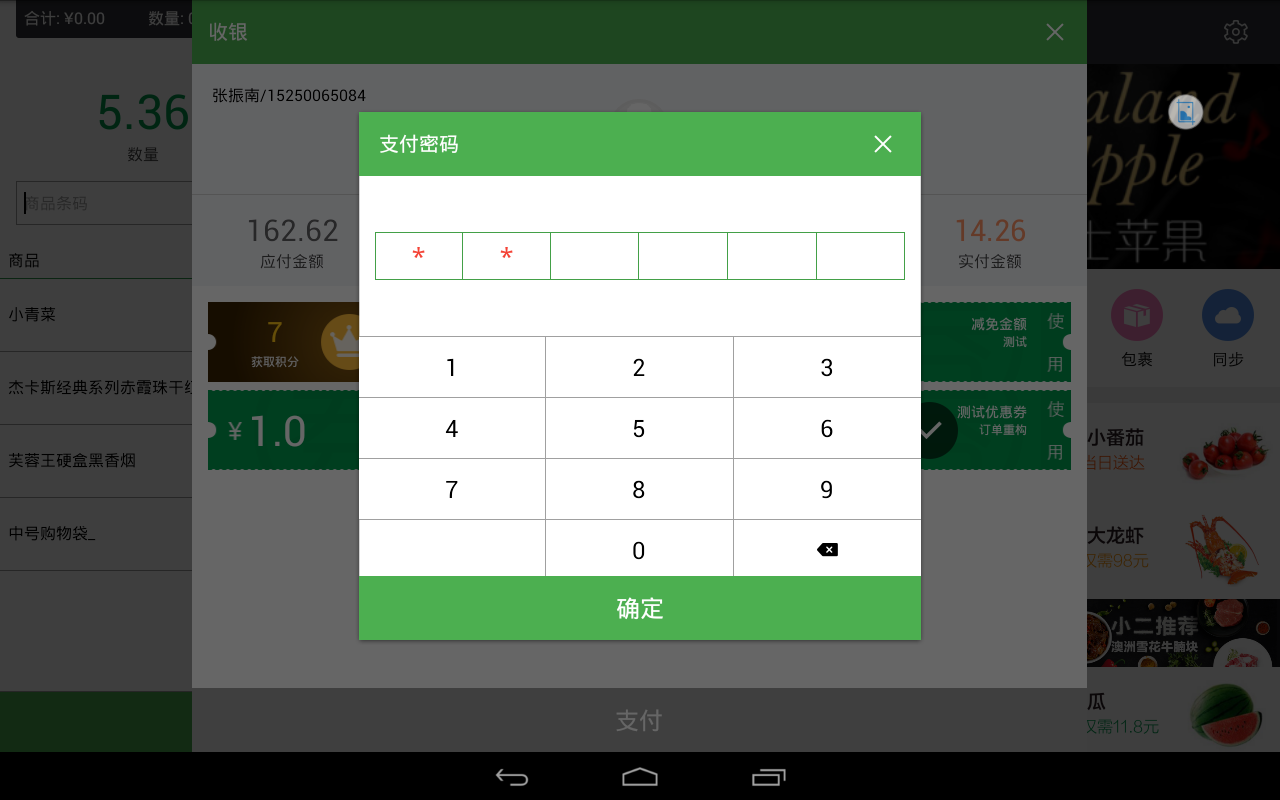 合计: ¥0.00 数量:
收银
张振南/15250065084
5.36
数量
商品条码
商品
小青菜
杰卡斯经典系列赤霞珠干红
芙蓉王硬盒黑香烟
中号购物袋_
162.62
应付金额
14.26
实付金额
7
获取积分
¥ 1.0
减免金额
测试
使
用
测试优惠券
订单重构
使
用
支付密码
*
*
1
2
3
4
5
6
7
8
9
0
确定
支付
aland
pple
士苹果
包裹
同步
小番茄
当日送达
大龙虾
仅需98元
小二推荐
澳洲雪花牛腩块
瓜
仅需11.8元